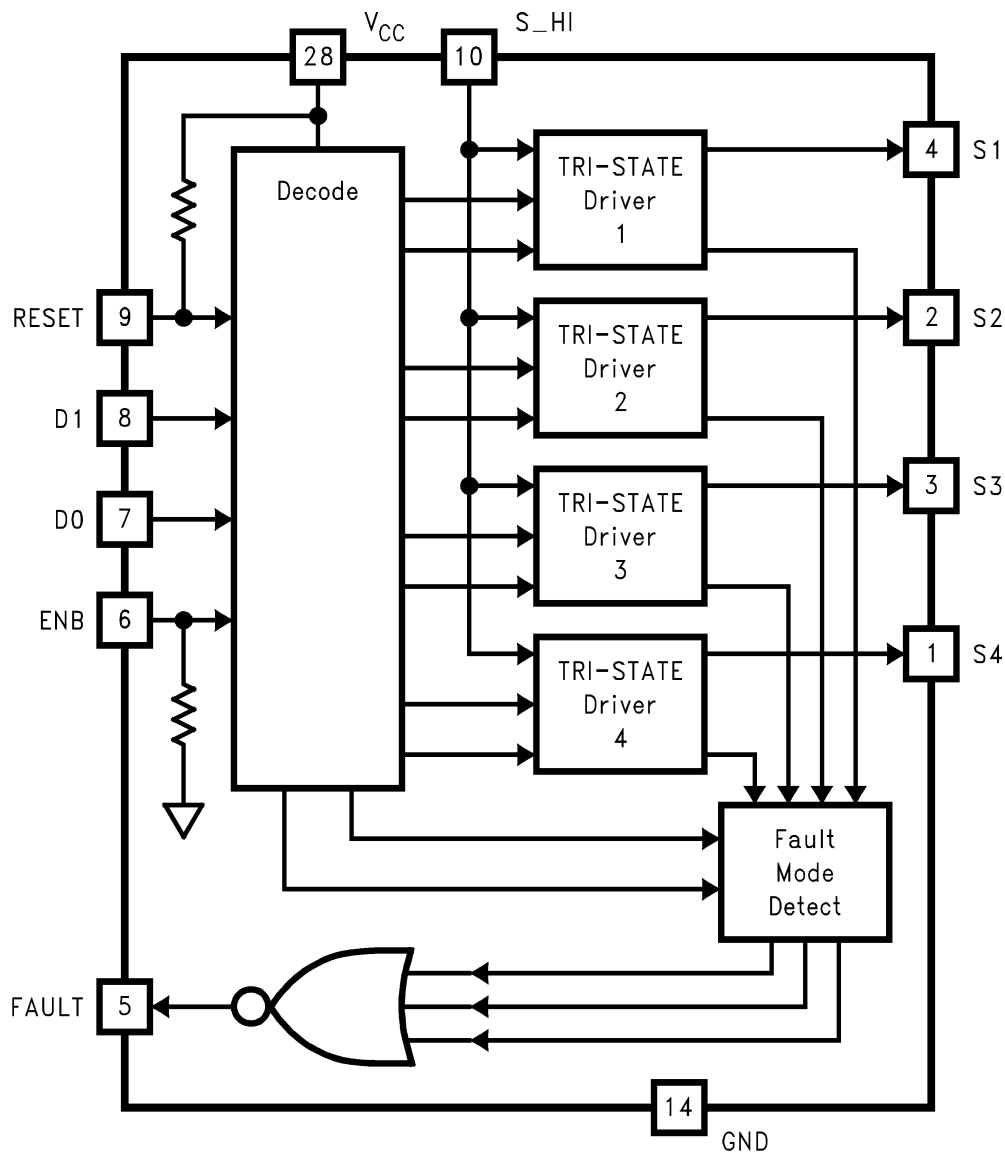 V_CC
S_HI
28
10
TRI-STATE
Driver
1
4
S1
Decode
RESET
9
TRI-STATE
Driver
2
2
S2
D1
8
TRI-STATE
Driver
3
3
S3
D0
7
ENB
6
TRI-STATE
Driver
4
1
S4
Fault
Mode
Detect
FAULT
5
14
GND